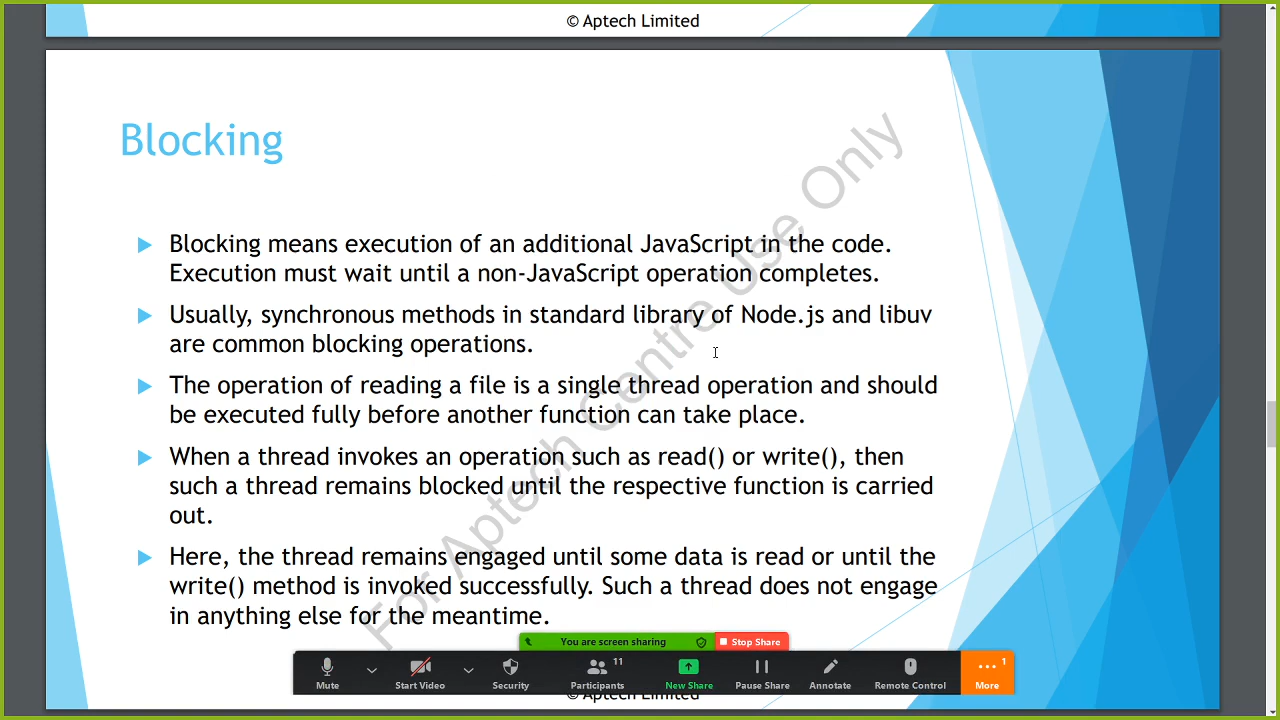 © Aptech Limited
Blocking
Blocking means execution of an additional JavaScript in the code.
Execution must wait until a non-JavaScript operation completes.
Usually, synchronous methods in standard library of Node.js and libuv
are common blocking operations.
The operation of reading a file is a single thread operation and should
be executed fully before another function can take place.
When a thread invokes an operation such as read() or write(), then
such a thread remains blocked until the respective function is carried
out.
Here, the thread remains engaged until some data is read or until the
write() method is invoked successfully. Such a thread does not engage
in anything else for the meantime.
For Aptech Centre Use Only
You are screen sharing
Stop Share
11
1
Mute
Start Video
Security
Participants
New Share
Pause Share
Annotate
Remote Control
More
© Aptech Limited